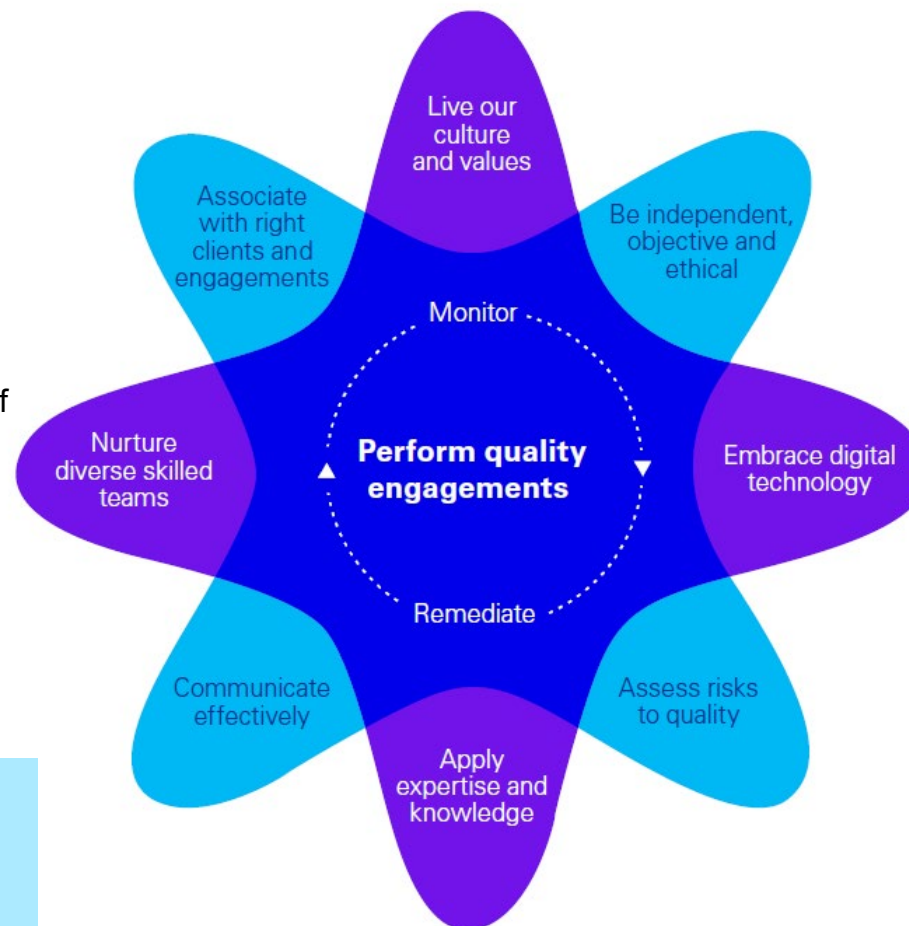 Live our
culture
and values
Associate
with right
clients and
engagements
Be independent,
objective and
ethical
Monitor
f
Nurture
diverse skilled
teams
Perform quality
engagements
Embrace digital
technology
Remediate
Communicate
effectively
Assess risks
to quality
Apply
expertise and
knowledge